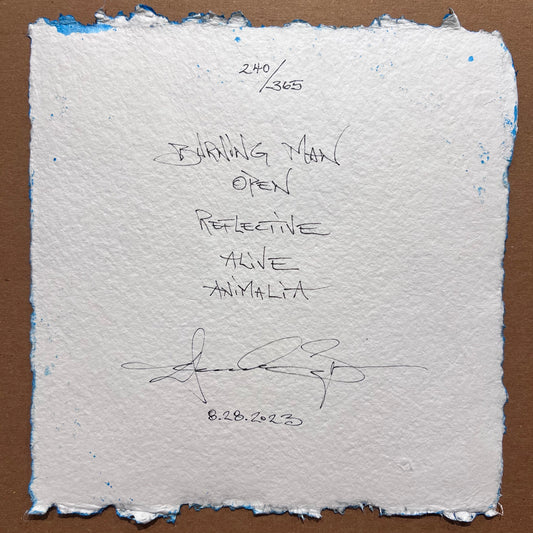 240/365
BURNING MAN
OPEN
REFLECTIVE
ALIVE
ANIMALIA
8.28.2023